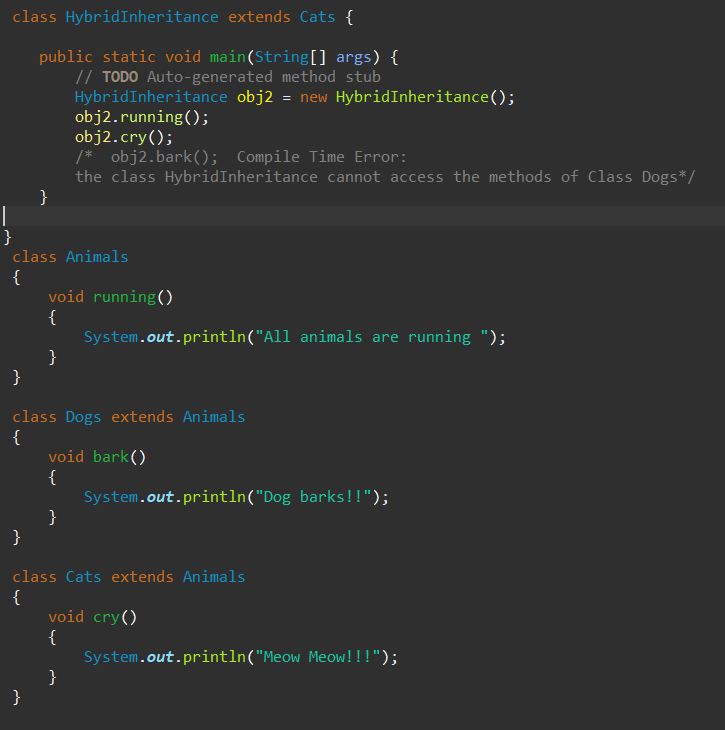 class HybridInheritance extends Cats {
public static void main(String[] args) {
// TODO Auto-generated method stub
HybridInheritance obj2 = new HybridInheritance();
obj2.running();
obj2.cry();
/*  obj2.bark();  Compile Time Error:
the class HybridInheritance cannot access the methods of Class Dogs*/
}
}
class Animals
{
void running()
{
System.out.println("All animals are running ");
}
}
class Dogs extends Animals
{
void bark()
{
System.out.println("Dog barks!!");
}
}
class Cats extends Animals
{
void cry()
{
System.out.println("Meow Meow!!!");
}
}